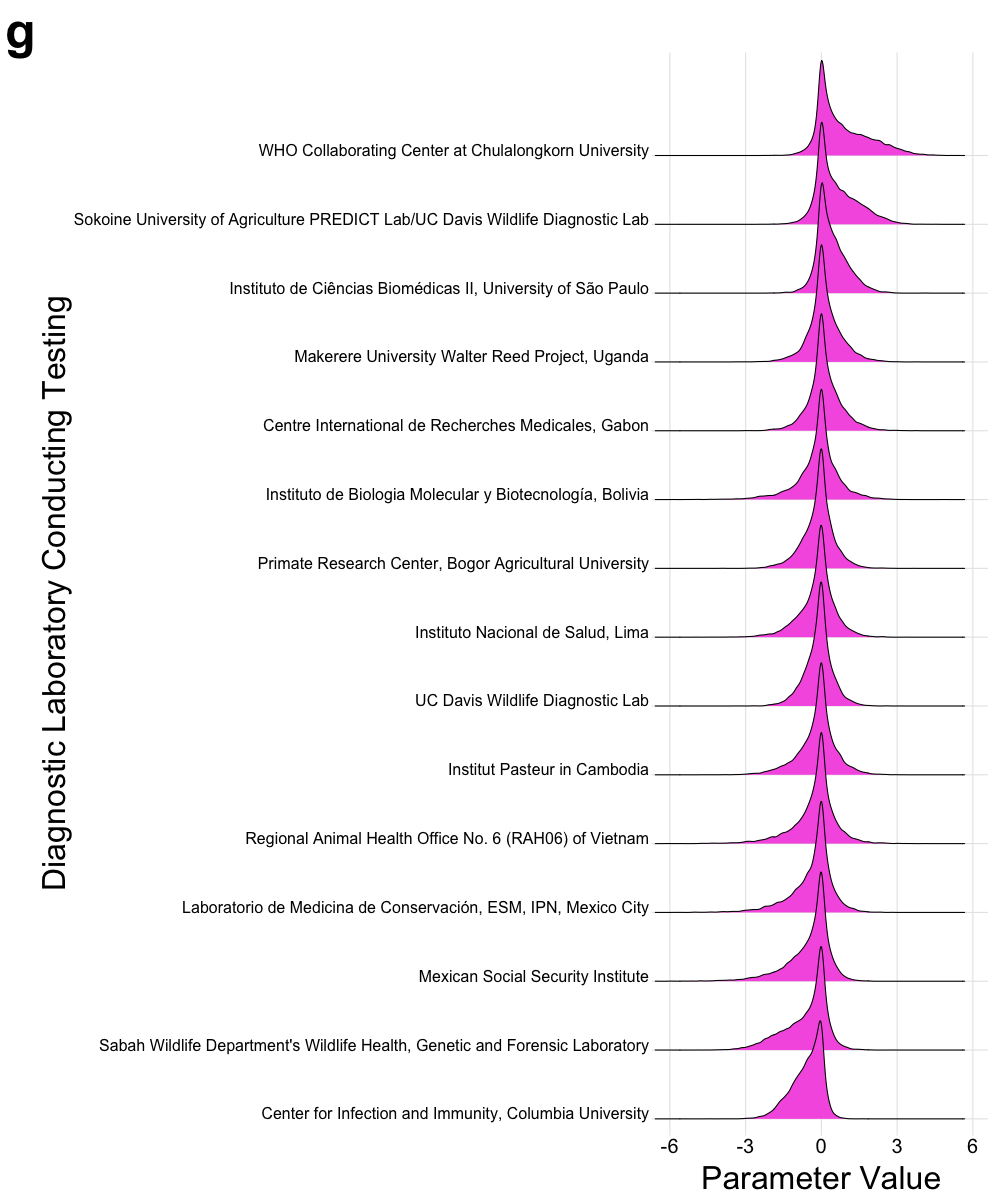 g
WHO Collaborating Center at Chulalongkorn University
Sokoine University of Agriculture PREDICT Lab/UC Davis Wildlife Diagnostic Lab
Instituto de Ciências Biomédicas II, University of São Paulo
Makerere University Walter Reed Project, Uganda
Centre International de Recherches Medicales, Gabon
Instituto de Biologia Molecular y Biotecnología, Bolivia
Primate Research Center, Bogor Agricultural University
Instituto Nacional de Salud, Lima
UC Davis Wildlife Diagnostic Lab
Institut Pasteur in Cambodia
Regional Animal Health Office No. 6 (RAH06) of Vietnam
Laboratorio de Medicina de Conservación, ESM, IPN, Mexico City
Mexican Social Security Institute
Sabah Wildlife Department's Wildlife Health, Genetic and Forensic Laboratory
Center for Infection and Immunity, Columbia University
Diagnostic Laboratory Conducting Testing
-6 -3 0 3 6
Parameter Value